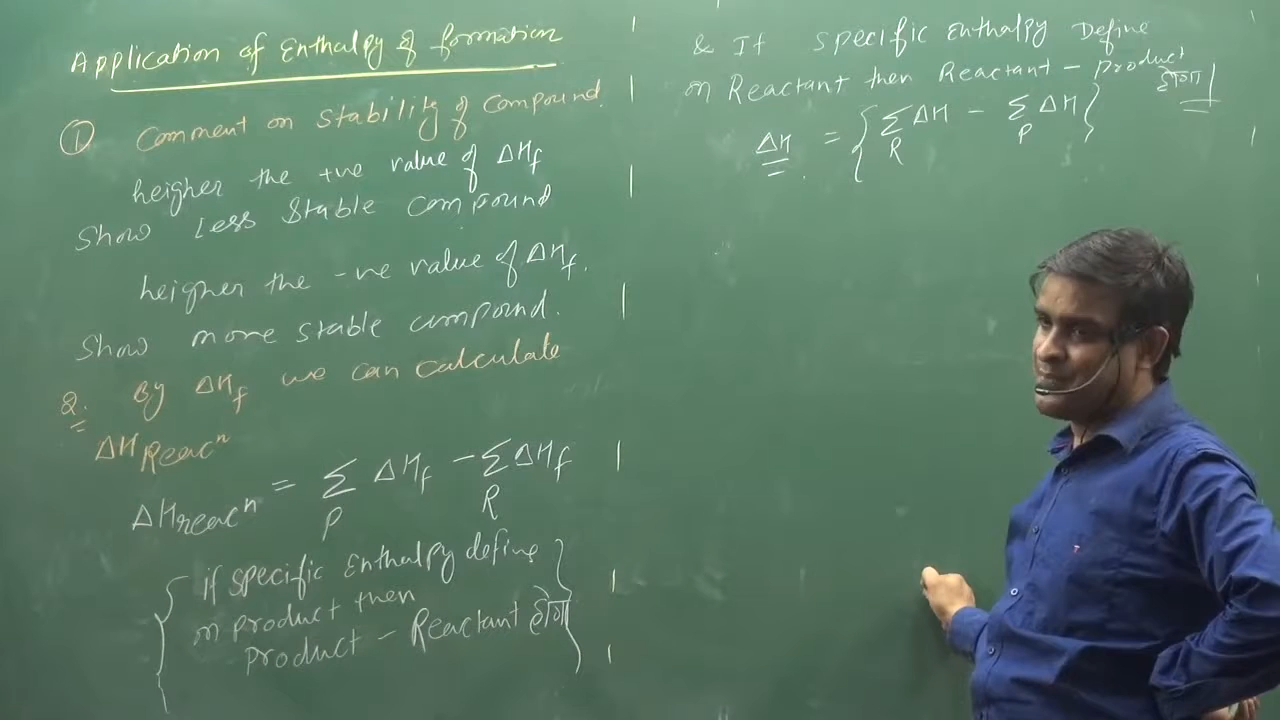 Application of Enthalpy of formation
① Comment on Stability of Compound.
heigher the +ve value of ΔHf
Show Less Stable Compound
heigher the -ve value of ΔHf.
Show more stable compound.
2. By ΔHf we can calculate
ΔHReacⁿ
ΔHreacⁿ = Σ ΔHf - Σ ΔHf
P R
{ if specific Enthalpy define }
on product then
product - Reactant होगा
& If specific Enthalpy Define
on Reactant then Reactant - product
होगा
ΔH = { Σ ΔH - Σ ΔH }
R P